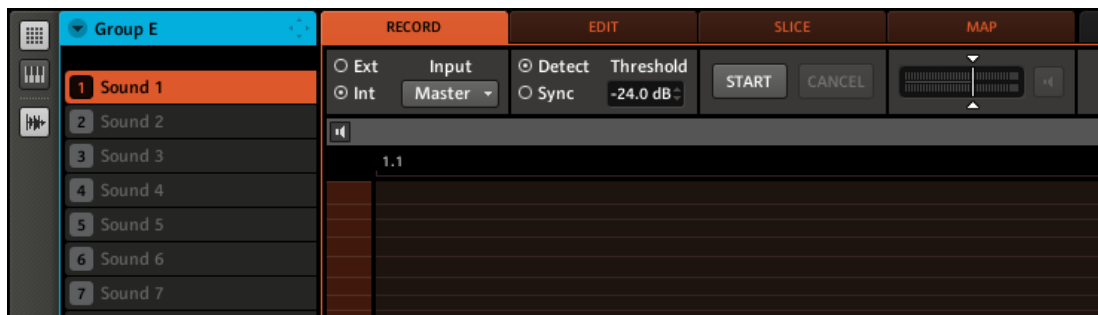 Group E
1 Sound 1
2 Sound 2
3 Sound 3
4 Sound 4
5 Sound 5
6 Sound 6
7 Sound 7
RECORD EDIT SLICE MAP
Ext Input Detect Threshold
Int Master Sync -24.0 dB
START CANCEL
1.1